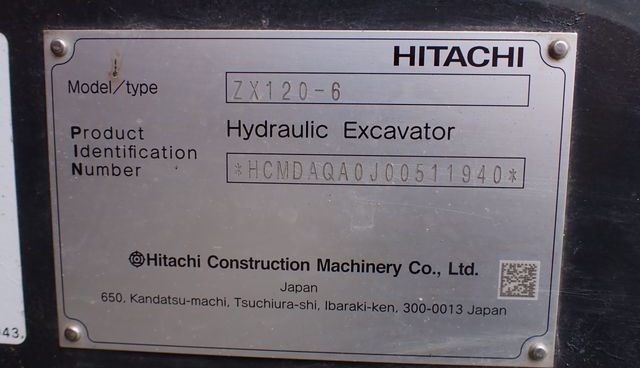 HITACHI
Model/type ZX120-6
Product Identification Number
Hydraulic Excavator
*HCMDAQA0J00511940*
Hitachi Construction Machinery Co., Ltd.
Japan
650, Kandatsu-machi, Tsuchiura-shi, Ibaraki-ken, 300-0013 Japan